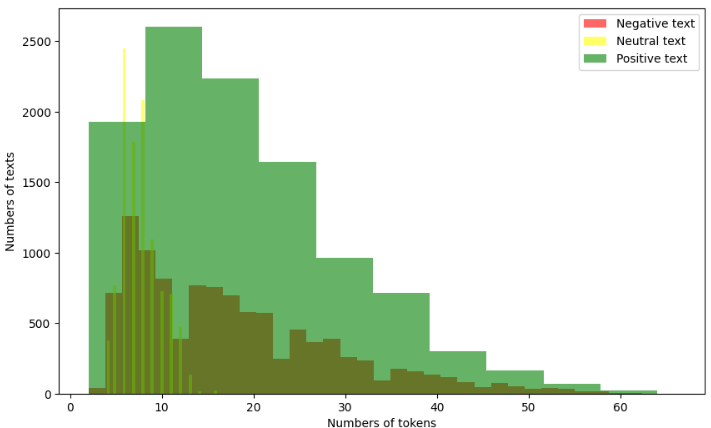 Negative text
Neutral text
Positive text
2500
2000
1500
1000
500
0
Numbers of texts
0 10 20 30 40 50 60
Numbers of tokens